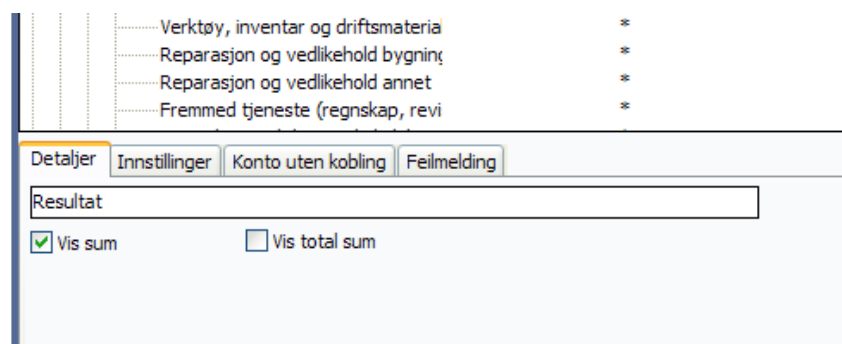 Verktøy, inventar og driftsmateria *
Reparasjon og vedlikehold bygning *
Reparasjon og vedlikehold annet *
Fremmed tjeneste (regnskap, revi *
Detaljer Innstillinger Konto uten kobling Feilmelding
Resultat
Vis sum Vis total sum